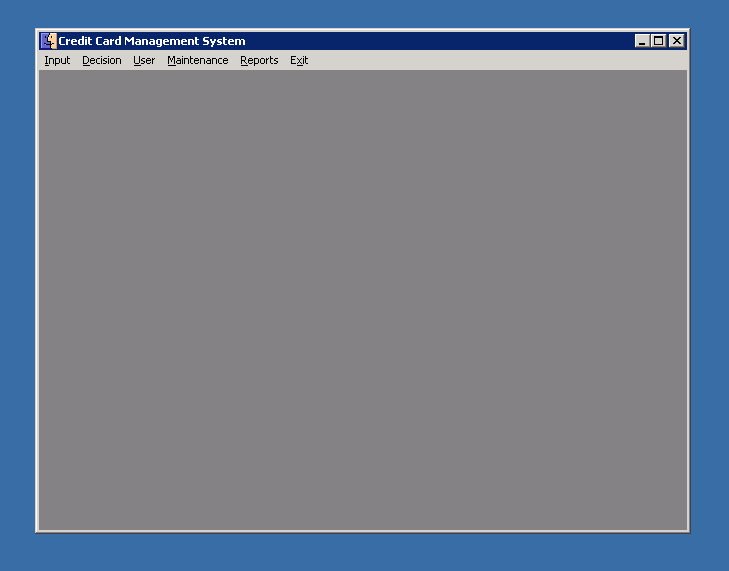 Credit Card Management System
Input Decision User Maintenance Reports Exit